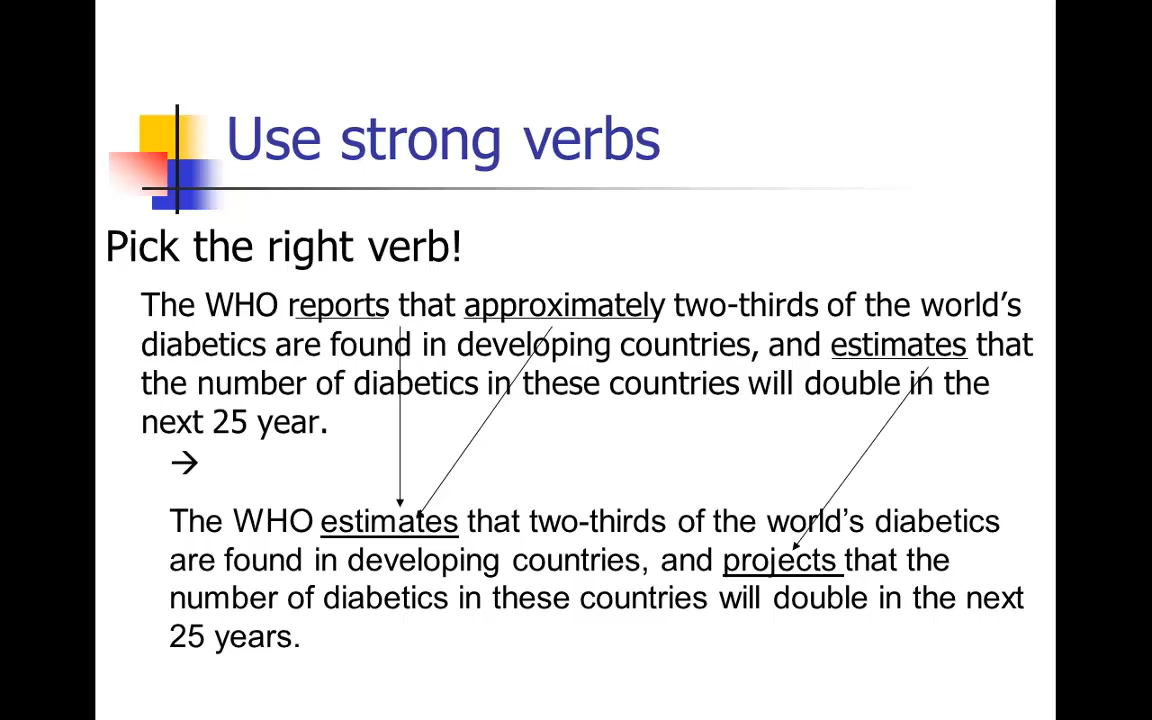 Use strong verbs
Pick the right verb!
The WHO reports that approximately two-thirds of the world’s
diabetics are found in developing countries, and estimates that
the number of diabetics in these countries will double in the
next 25 year.
→
The WHO estimates that two-thirds of the world’s diabetics
are found in developing countries, and projects that the
number of diabetics in these countries will double in the next
25 years.